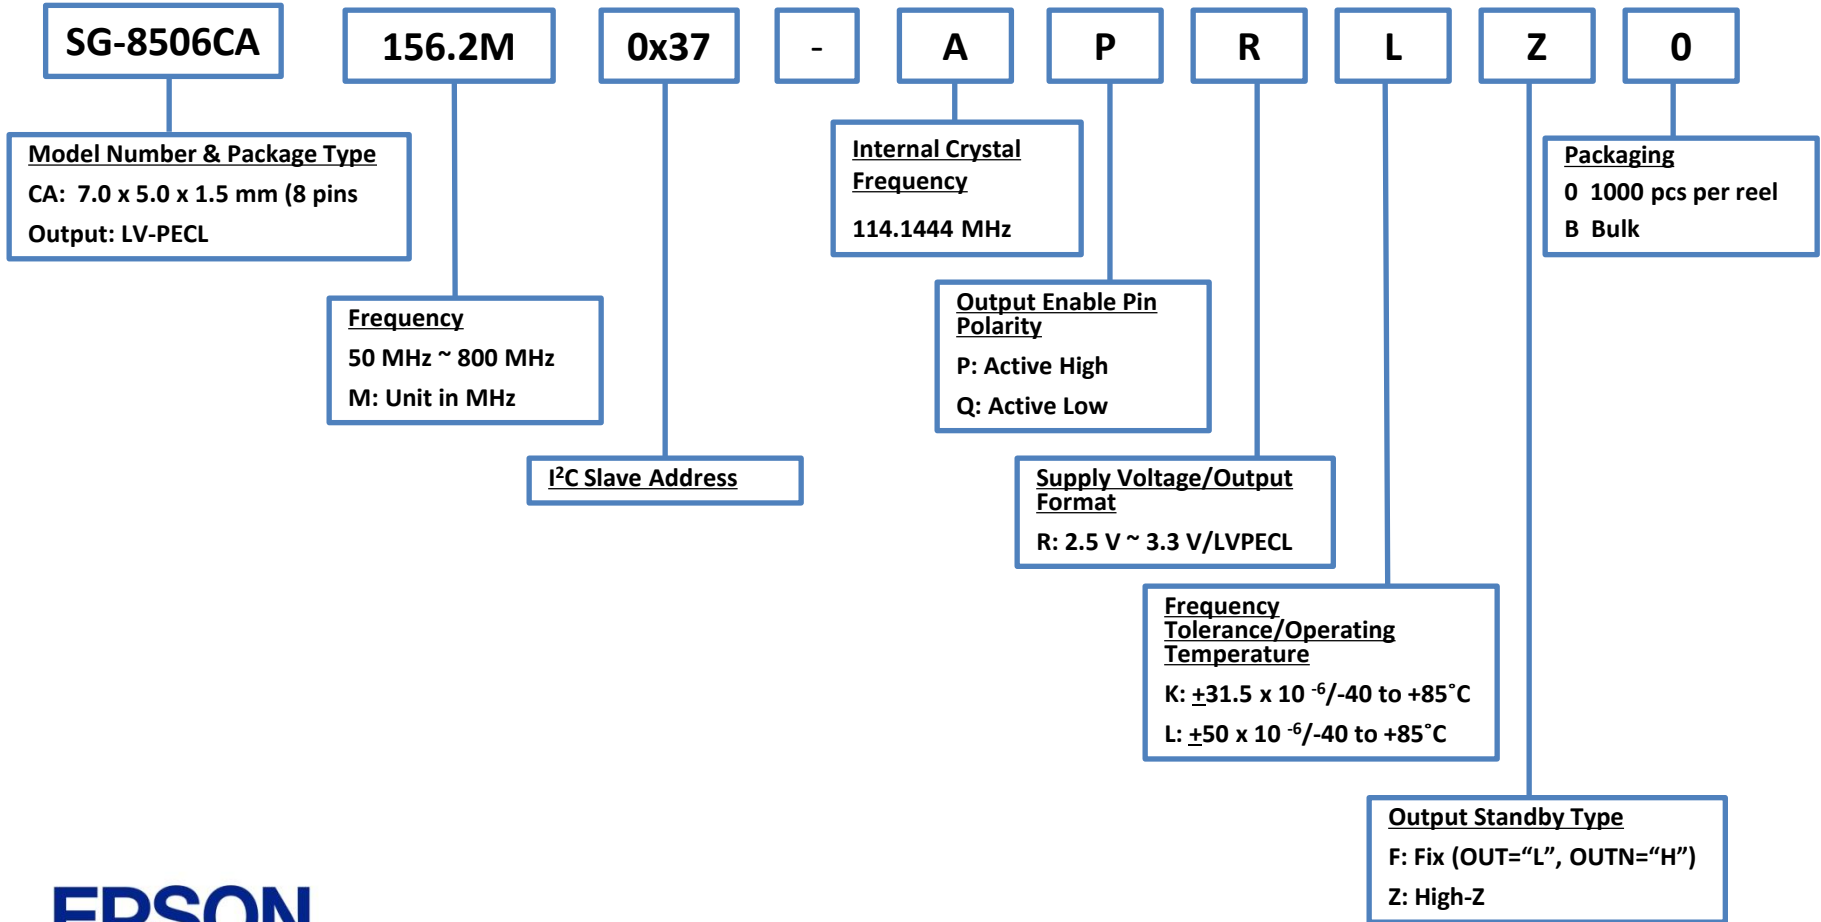 SG-8506CA 156.2M 0x37 - A P R L Z 0
Model Number & Package Type
CA: 7.0 x 5.0 x 1.5 mm (8 pins
Output: LV-PECL
Frequency
50 MHz ~ 800 MHz
M: Unit in MHz
I²C Slave Address
Internal Crystal
Frequency
114.1444 MHz
Output Enable Pin
Polarity
P: Active High
Q: Active Low
Supply Voltage/Output
Format
R: 2.5 V ~ 3.3 V/LVPECL
Frequency
Tolerance/Operating
Temperature
K: ±31.5 x 10 ⁻⁶/-40 to +85˚C
L: ±50 x 10 ⁻⁶/-40 to +85˚C
Output Standby Type
F: Fix (OUT=“L”, OUTN=“H”)
Z: High-Z
Packaging
0 1000 pcs per reel
B Bulk
EPSON